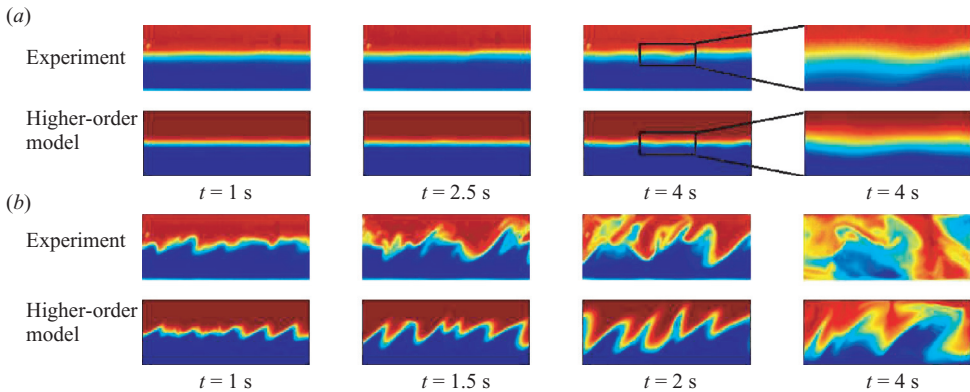 (a)
Experiment
Higher-order
model
t = 1 s
t = 2.5 s
t = 4 s
t = 4 s
(b)
Experiment
Higher-order
model
t = 1 s
t = 1.5 s
t = 2 s
t = 4 s